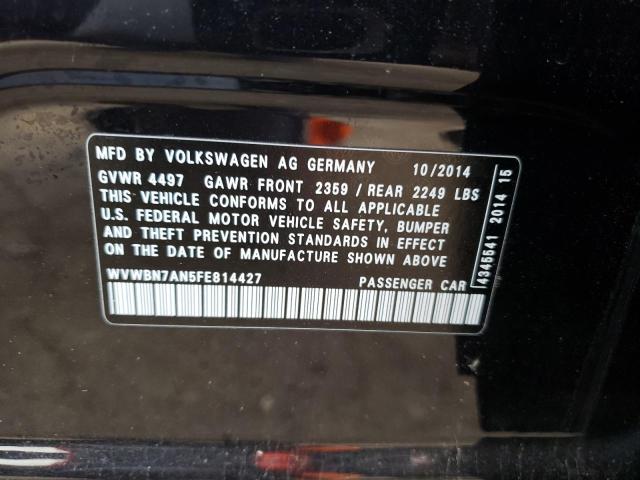 MFD BY VOLKSWAGEN AG GERMANY 10/2014
GVWR 4497 GAWR FRONT 2359 / REAR 2249 LBS
THIS VEHICLE CONFORMS TO ALL APPLICABLE
U.S. FEDERAL MOTOR VEHICLE SAFETY, BUMPER
AND THEFT PREVENTION STANDARDS IN EFFECT
ON THE DATE OF MANUFACTURE SHOWN ABOVE
WVWBN7AN5FE814427 PASSENGER CAR
4345541 2014 15